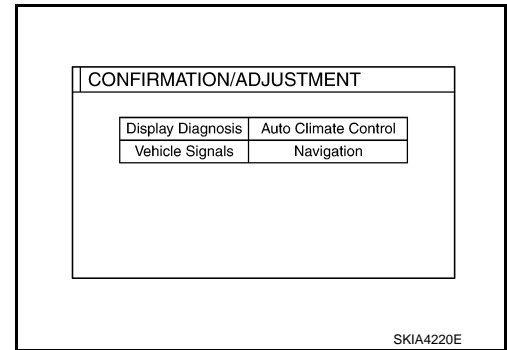 CONFIRMATION/ADJUSTMENT
Display Diagnosis Auto Climate Control
Vehicle Signals Navigation
SKIA4220E